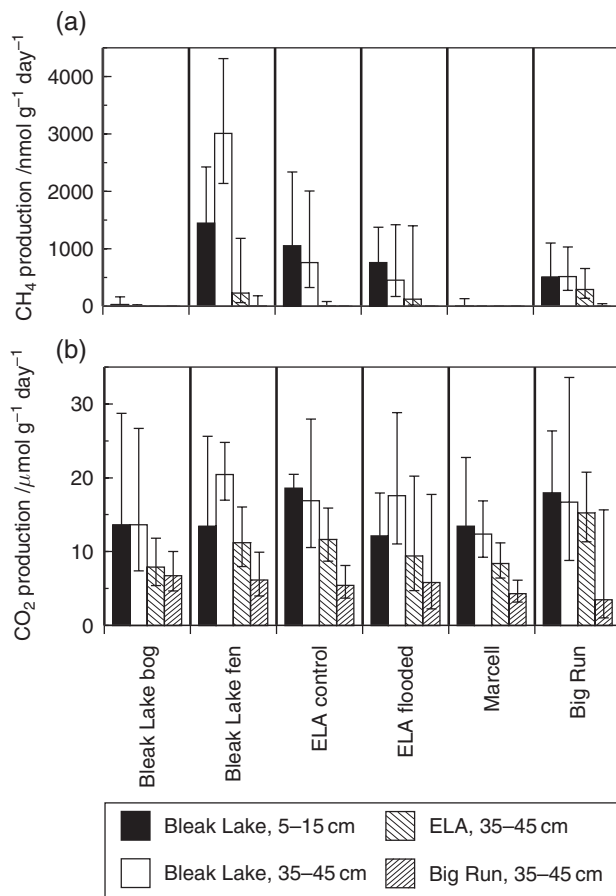 (a)
4000
3000
2000
1000
0
CH₄ production /nmol g⁻¹ day⁻¹
(b)
30
20
10
0
CO₂ production /μmol g⁻¹ day⁻¹
Bleak Lake bog
Bleak Lake fen
ELA control
ELA flooded
Marcell
Big Run
Bleak Lake, 5–15 cm
ELA, 35–45 cm
Bleak Lake, 35–45 cm
Big Run, 35–45 cm